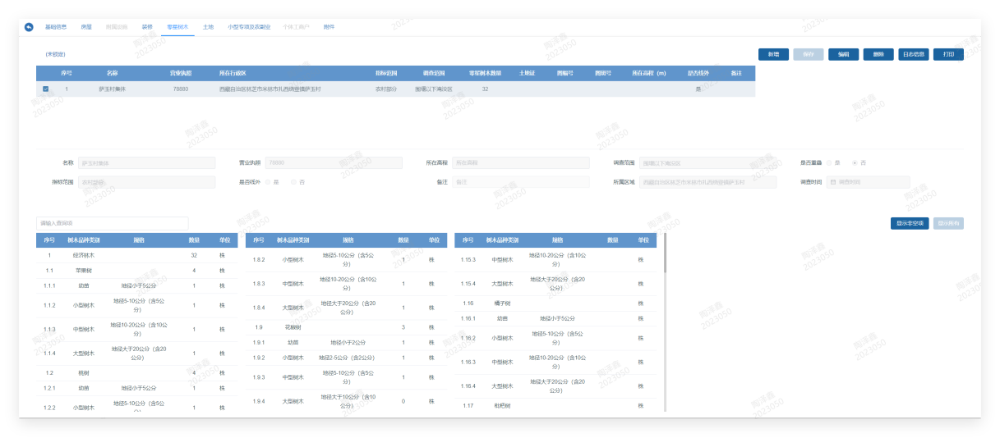 基础信息 房屋 附属设施 装修 零星树木 土地 小型专项及农副业 个体工商户 附件
(未锁定)
新增 保存 编辑 删除 日志信息 打印
序号 名称 营业执照 所在行政区 指标范围 调查范围 零星树木数量 土地证 图幅号 图斑号 所在高程（m） 是否线外 备注
1 萨玉村集体 78880 西藏自治区林芝市米林市扎西绕登镇萨玉村 农村部分 围堰以下淹没区 32 是
名称 萨玉村集体 营业执照 78880 所在高程 所在高程 调查范围 围堰以下淹没区 是否重叠 是 否
指标范围 农村部分 是否线外 是 否 备注 备注 所属区域 西藏自治区林芝市米林市扎西绕登镇萨玉村 调查时间 调查时间
请输入查询项
显示非空项 显示所有
序号 树木品种类别 规格 数量 单位
1 经济林木 32 株
1.1 苹果树 4 株
1.1.1 幼苗 地径小于5公分 1 株
1.1.2 小型树木 地径5-10公分（含5公分） 1 株
1.1.3 中型树木 地径10-20公分（含10公分） 1 株
1.1.4 大型树木 地径大于20公分（含20公分） 1 株
1.2 桃树 4 株
1.2.1 幼苗 地径小于5公分 1 株
1.2.2 小型树木 地径5-10公分（含5公分） 1 株
序号 树木品种类别 规格 数量 单位
1.8.2 小型树木 地径5-10公分（含5公分） 1 株
1.8.3 中型树木 地径10-20公分（含10公分） 1 株
1.8.4 大型树木 地径大于20公分（含20公分） 1 株
1.9 花椒树 3 株
1.9.1 幼苗 地径小于2公分 1 株
1.9.2 小型树木 地径2-5公分（含2公分） 1 株
1.9.3 中型树木 地径5-10公分（含5公分） 1 株
1.9.4 大型树木 地径大于10公分（含10公分） 0 株
序号 树木品种类别 规格 数量 单位
1.15.3 中型树木 地径10-20公分（含10公分） 株
1.15.4 大型树木 地径大于20公分（含20公分） 株
1.16 橘子树 株
1.16.1 幼苗 地径小于5公分 株
1.16.2 小型树木 地径5-10公分（含5公分） 株
1.16.3 中型树木 地径10-20公分（含10公分） 株
1.16.4 大型树木 地径大于20公分（含20公分） 株
1.17 枇杷树 株